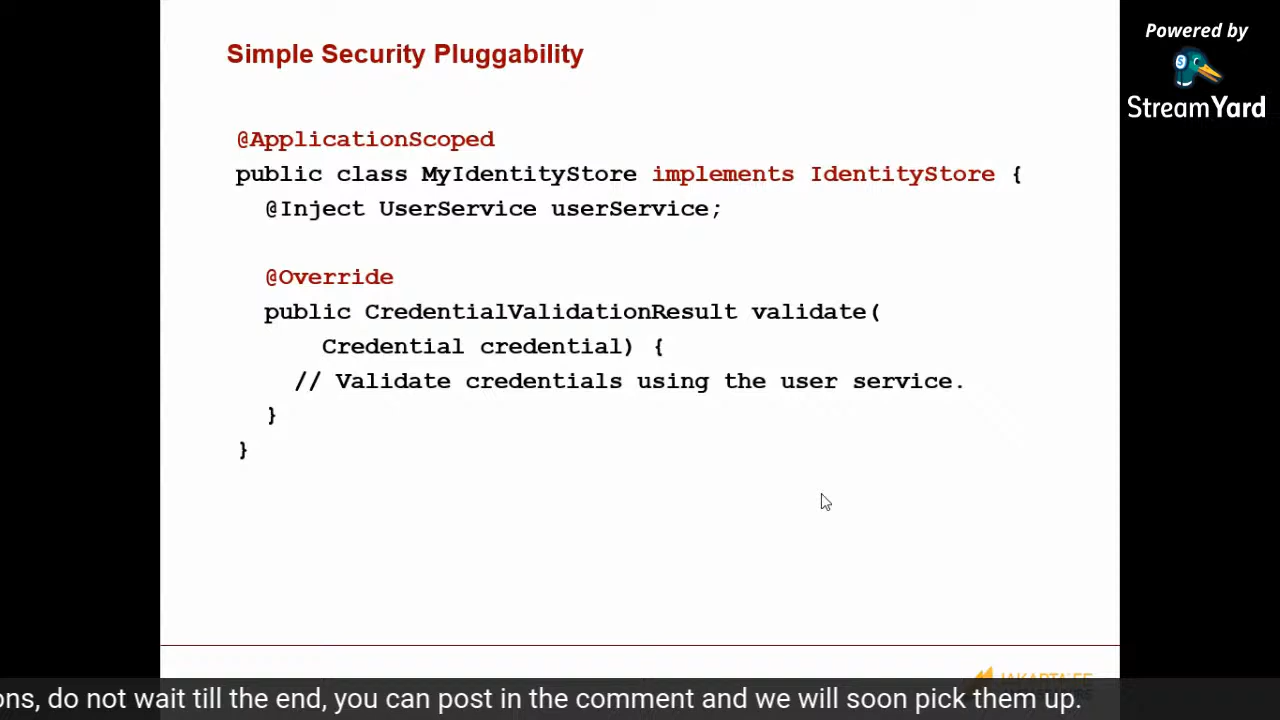 Simple Security Pluggability
Powered by
StreamYard
@ApplicationScoped
public class MyIdentityStore implements IdentityStore {
@Inject UserService userService;
@Override
public CredentialValidationResult validate(
Credential credential) {
// Validate credentials using the user service.
}
}
JAKARTA EE
ons, do not wait till the end, you can post in the comment and we will soon pick them up.